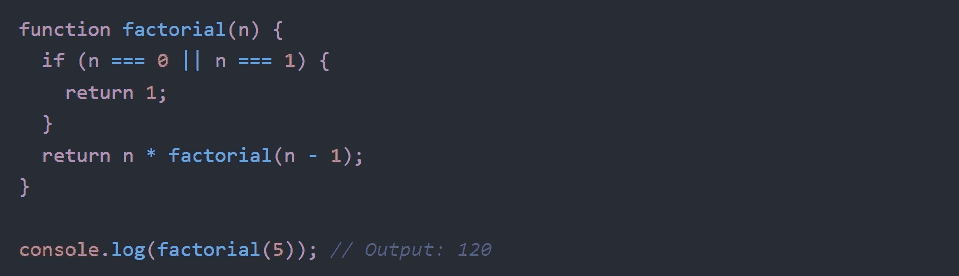 function factorial(n) {
  if (n === 0 || n === 1) {
    return 1;
  }
  return n * factorial(n - 1);
}

console.log(factorial(5)); // Output: 120